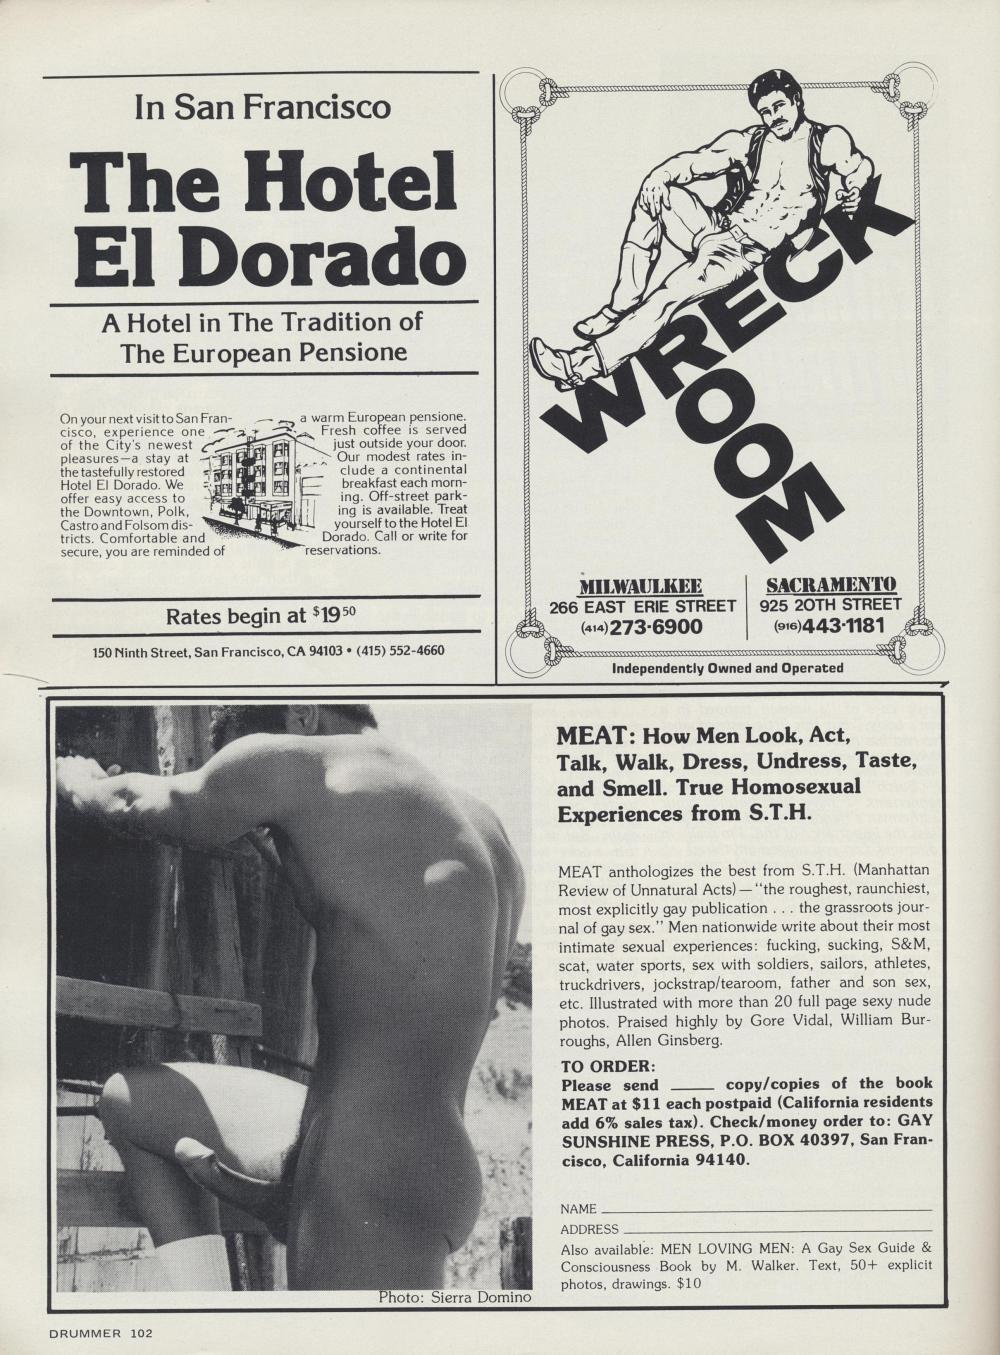 In San Francisco
The Hotel
El Dorado
A Hotel in The Tradition of
The European Pensione
On your next visit to San Fran-
cisco, experience one
of the City's newest
pleasures—a stay at
the tastefully restored
Hotel El Dorado. We
offer easy access to
the Downtown, Polk,
Castro and Folsom dis-
tricts. Comfortable and
secure, you are reminded of
a warm European pensione.
Fresh coffee is served
just outside your door.
Our modest rates in-
clude a continental
breakfast each morn-
ing. Off-street park-
ing is available. Treat
yourself to the Hotel El
Dorado. Call or write for
reservations.
Rates begin at $19 50
150 Ninth Street, San Francisco, CA 94103 • (415) 552-4660
WRECK
ROOM
MILWAULKEE
266 EAST ERIE STREET
(414) 273·6900
SACRAMENTO
925 20TH STREET
(916) 443·1181
Independently Owned and Operated
MEAT: How Men Look, Act,
Talk, Walk, Dress, Undress, Taste,
and Smell. True Homosexual
Experiences from S.T.H.
MEAT anthologizes the best from S.T.H. (Manhattan
Review of Unnatural Acts) — "the roughest, raunchiest,
most explicitly gay publication . . . the grassroots jour-
nal of gay sex." Men nationwide write about their most
intimate sexual experiences: fucking, sucking, S&M,
scat, water sports, sex with soldiers, sailors, athletes,
truckdrivers, jockstrap/tearoom, father and son sex,
etc. Illustrated with more than 20 full page sexy nude
photos. Praised highly by Gore Vidal, William Bur-
roughs, Allen Ginsberg.
TO ORDER:
Please send _____ copy/copies of the book
MEAT at $11 each postpaid (California residents
add 6% sales tax). Check/money order to: GAY
SUNSHINE PRESS, P.O. BOX 40397, San Fran-
cisco, California 94140.
NAME
ADDRESS
Also available: MEN LOVING MEN: A Gay Sex Guide &
Consciousness Book by M. Walker. Text, 50+ explicit
photos, drawings. $10
Photo: Sierra Domino
DRUMMER 102